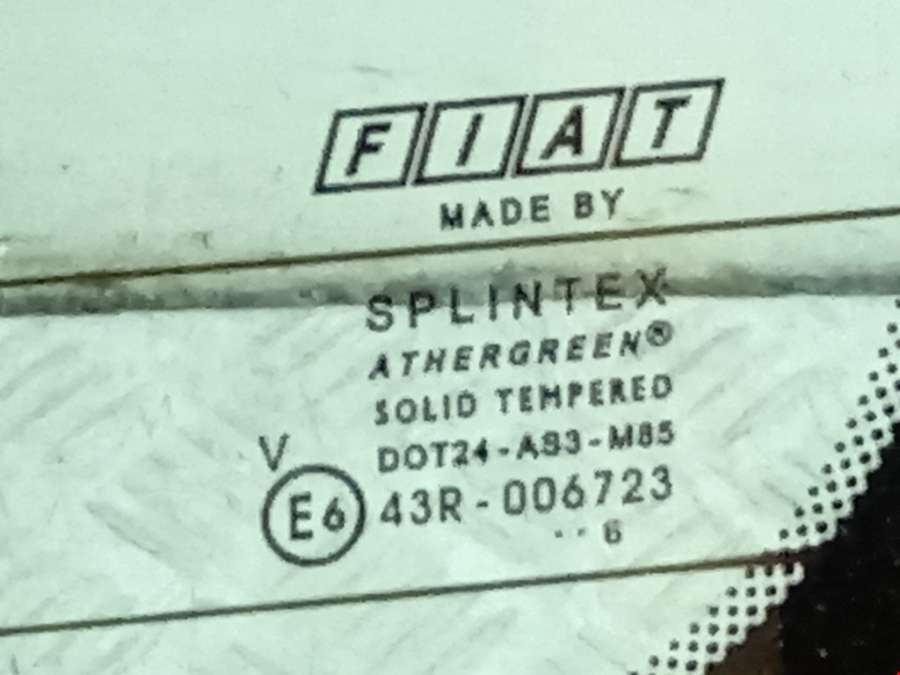 FIAT
MADE BY
SPLINTEX
ATHERGREEN®
SOLID TEMPERED
V DOT24-AS3-M85
E6 43R-006723
·· 6